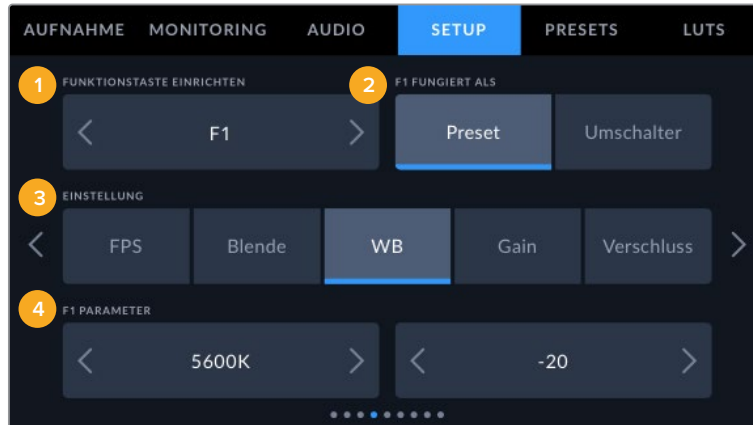 AUFNAHME MONITORING AUDIO SETUP PRESETS LUTS
1 FUNKTIONSTASTE EINRICHTEN 2 F1 FUNGIERT ALS
F1 Preset Umschalter
3 EINSTELLUNG
FPS Blende WB Gain Verschluss
4 F1 PARAMETER
5600K -20